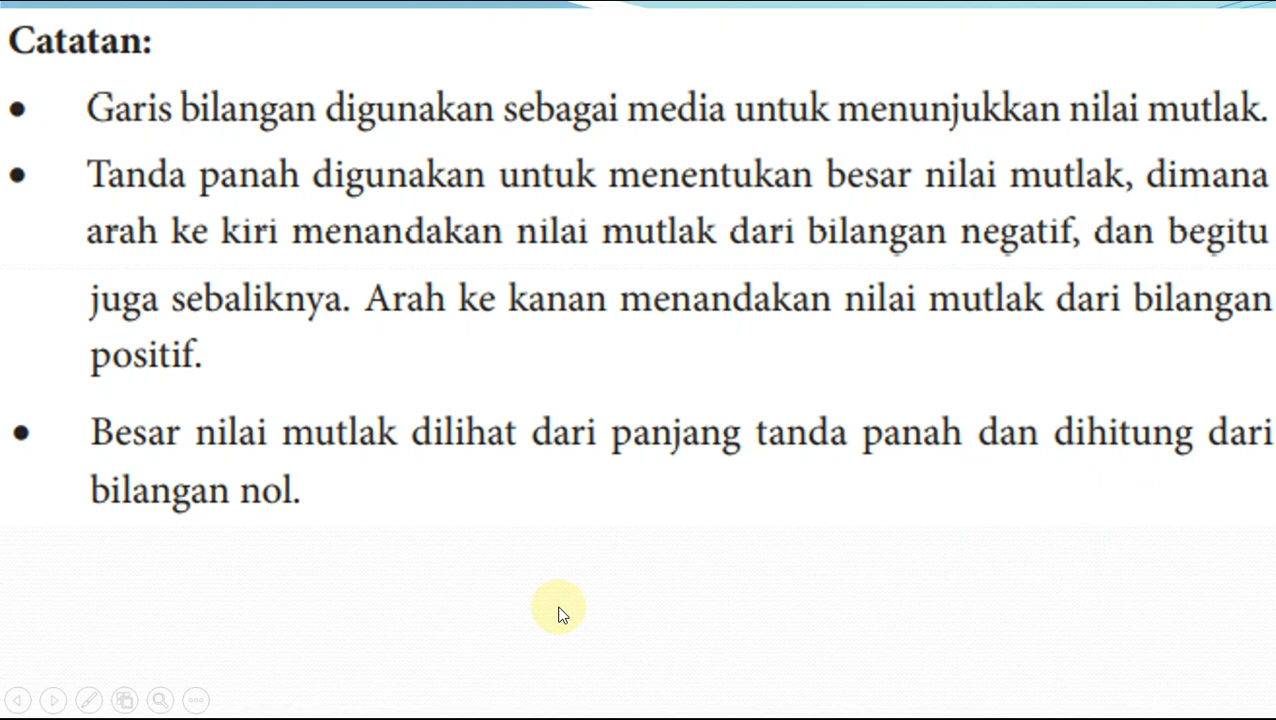 Catatan:
• Garis bilangan digunakan sebagai media untuk menunjukkan nilai mutlak.
• Tanda panah digunakan untuk menentukan besar nilai mutlak, dimana
arah ke kiri menandakan nilai mutlak dari bilangan negatif, dan begitu
juga sebaliknya. Arah ke kanan menandakan nilai mutlak dari bilangan
positif.
• Besar nilai mutlak dilihat dari panjang tanda panah dan dihitung dari
bilangan nol.